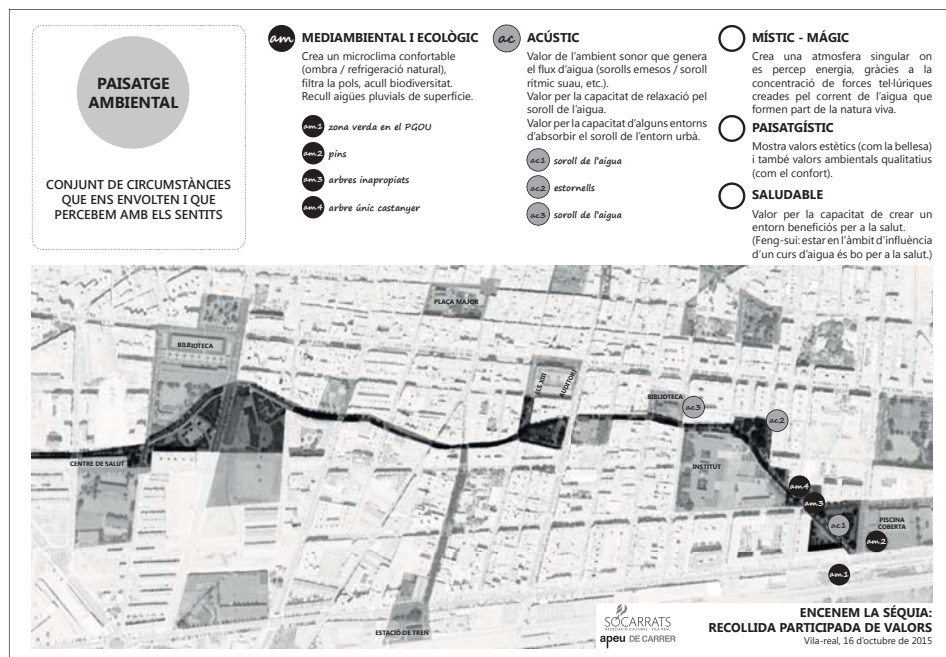 PAISATGE
AMBIENTAL
CONJUNT DE CIRCUMSTÀNCIES
QUE ENS ENVOLTEN I QUE
PERCEBEM AMB ELS SENTITS
am
MEDIAMBIENTAL I ECOLÒGIC
Crea un microclima confortable
(ombra / refrigeració natural),
filtra la pols, acull biodiversitat.
Recull aigües pluvials de superfície.
am1 zona verda en el PGOU
am2 pins
am3 arbres inapropiats
am4 arbre únic castanyer
ac
ACÚSTIC
Valor de l'ambient sonor que genera
el flux d'aigua (sorolls emesos / soroll
rítmic suau, etc.).
Valor per la capacitat de relaxació pel
soroll de l'aigua.
Valor per la capacitat d'alguns entorns
d'absorbir el soroll de l'entorn urbà.
ac1 soroll de l'aigua
ac2 estornells
ac3 soroll de l'aigua
MÍSTIC - MÁGIC
Crea una atmosfera singular on
es percep energia, gràcies a la
concentració de forces tel·lúriques
creades pel corrent de l'aigua que
formen part de la natura viva.
PAISATGÍSTIC
Mostra valors estètics (com la bellesa)
i també valors ambientals qualitatius
(com el confort).
SALUDABLE
Valor per la capacitat de crear un
entorn beneficiós per a la salut.
(Feng-sui: estar en l'àmbit d'influència
d'un curs d'aigua és bo per a la salut.)
PLAÇA MAJOR
BILBIOTECA
ELS XIII
AUDITORI
BIBLIOTECA
ac3
ac2
CENTRE DE SALUT
INSTITUT
am4
am3
ac1
PISCINA
COBERTA
am2
am1
ESTACIÓ DE TREN
SOCARRATS
ASSOCIACIÓ CULTURAL - VILA-REAL
apeu DE CARRER
ENCENEM LA SÉQUIA:
RECOLLIDA PARTICIPADA DE VALORS
Vila-real, 16 d'octubre de 2015